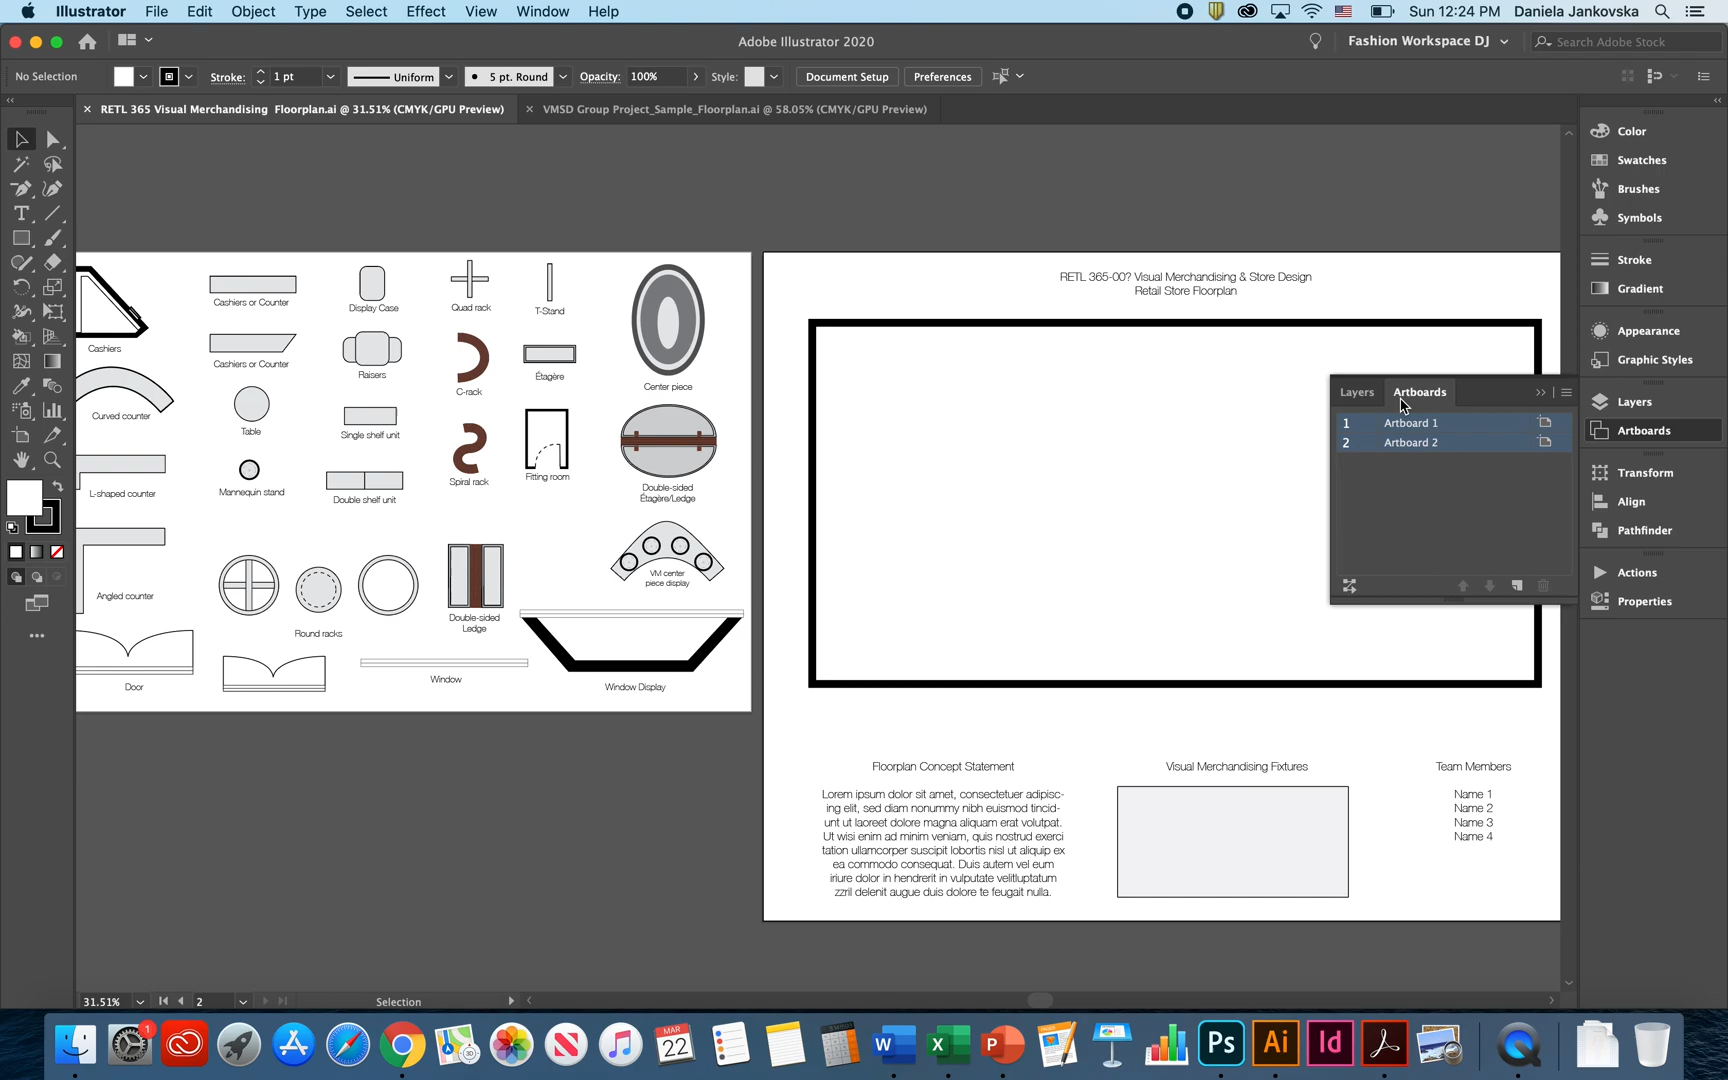 Illustrator File Edit Object Type Select Effect View Window Help
Sun 12:24 PM Daniela Jankovska
Adobe Illustrator 2020
Fashion Workspace DJ
Search Adobe Stock
No Selection
Stroke: 1 pt
Uniform
5 pt. Round
Opacity: 100%
Style:
Document Setup
Preferences
RETL 365 Visual Merchandising Floorplan.ai @ 31.51% (CMYK/GPU Preview)
VMSD Group Project_Sample_Floorplan.ai @ 58.05% (CMYK/GPU Preview)
Cashiers
Curved counter
L-shaped counter
Angled counter
Door
Cashiers or Counter
Cashiers or Counter
Table
Mannequin stand
Round racks
Display Case
Raisers
Single shelf unit
Double shelf unit
Window
Quad rack
C-rack
Spiral rack
Double-sided
Ledge
T-Stand
Étagère
Fitting room
Window Display
Center piece
Double-sided
Étagère/Ledge
VM center
piece display
RETL 365-00? Visual Merchandising & Store Design
Retail Store Floorplan
Floorplan Concept Statement
Lorem ipsum dolor sit amet, consectetuer adipisc-
ing elit, sed diam nonummy nibh euismod tincid-
unt ut laoreet dolore magna aliquam erat volutpat.
Ut wisi enim ad minim veniam, quis nostrud exerci
tation ullamcorper suscipit lobortis nisl ut aliquip ex
ea commodo consequat. Duis autem vel eum
iriure dolor in hendrerit in vulputate velitluptatum
zzril delenit augue duis dolore te feugait nulla.
Visual Merchandising Fixtures
Team Members
Name 1
Name 2
Name 3
Name 4
Layers Artboards
1 Artboard 1
2 Artboard 2
Color
Swatches
Brushes
Symbols
Stroke
Gradient
Appearance
Graphic Styles
Layers
Artboards
Transform
Align
Pathfinder
Actions
Properties
31.51%
2
Selection
1
MAR
22
W
X
P
Ps
Ai
Id